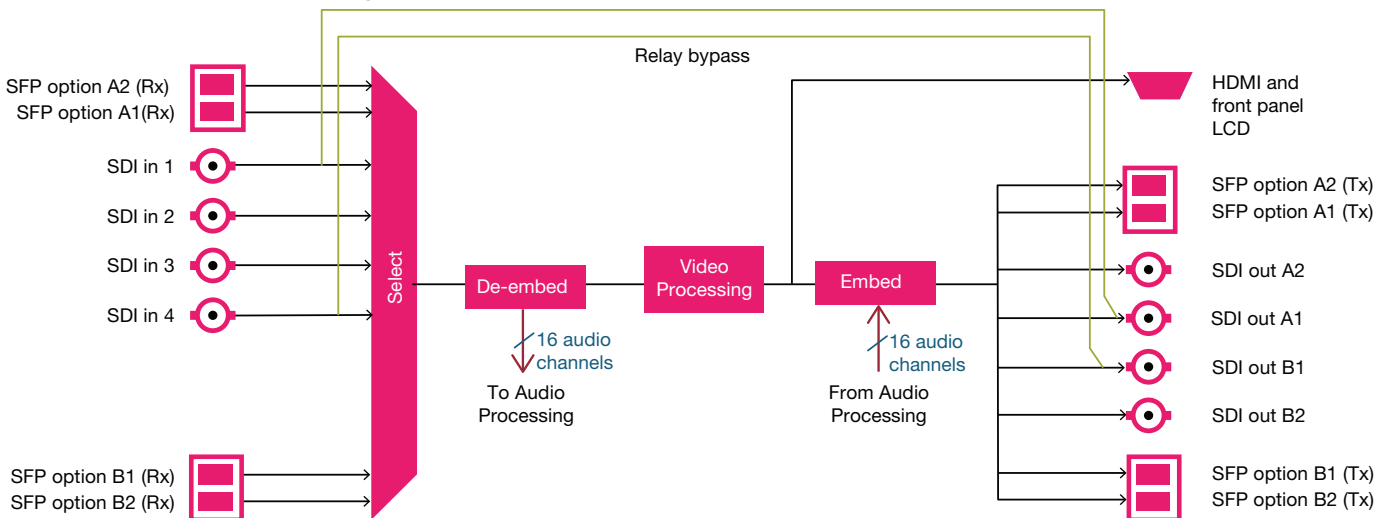 Relay bypass
SFP option A2 (Rx)
SFP option A1(Rx)
SDI in 1
SDI in 2
SDI in 3
SDI in 4
SFP option B1 (Rx)
SFP option B2 (Rx)
Select
De-embed
16 audio
channels
To Audio
Processing
Video
Processing
Embed
16 audio
channels
From Audio
Processing
HDMI and
front panel
LCD
SFP option A2 (Tx)
SFP option A1 (Tx)
SDI out A2
SDI out A1
SDI out B1
SDI out B2
SFP option B1 (Tx)
SFP option B2 (Tx)